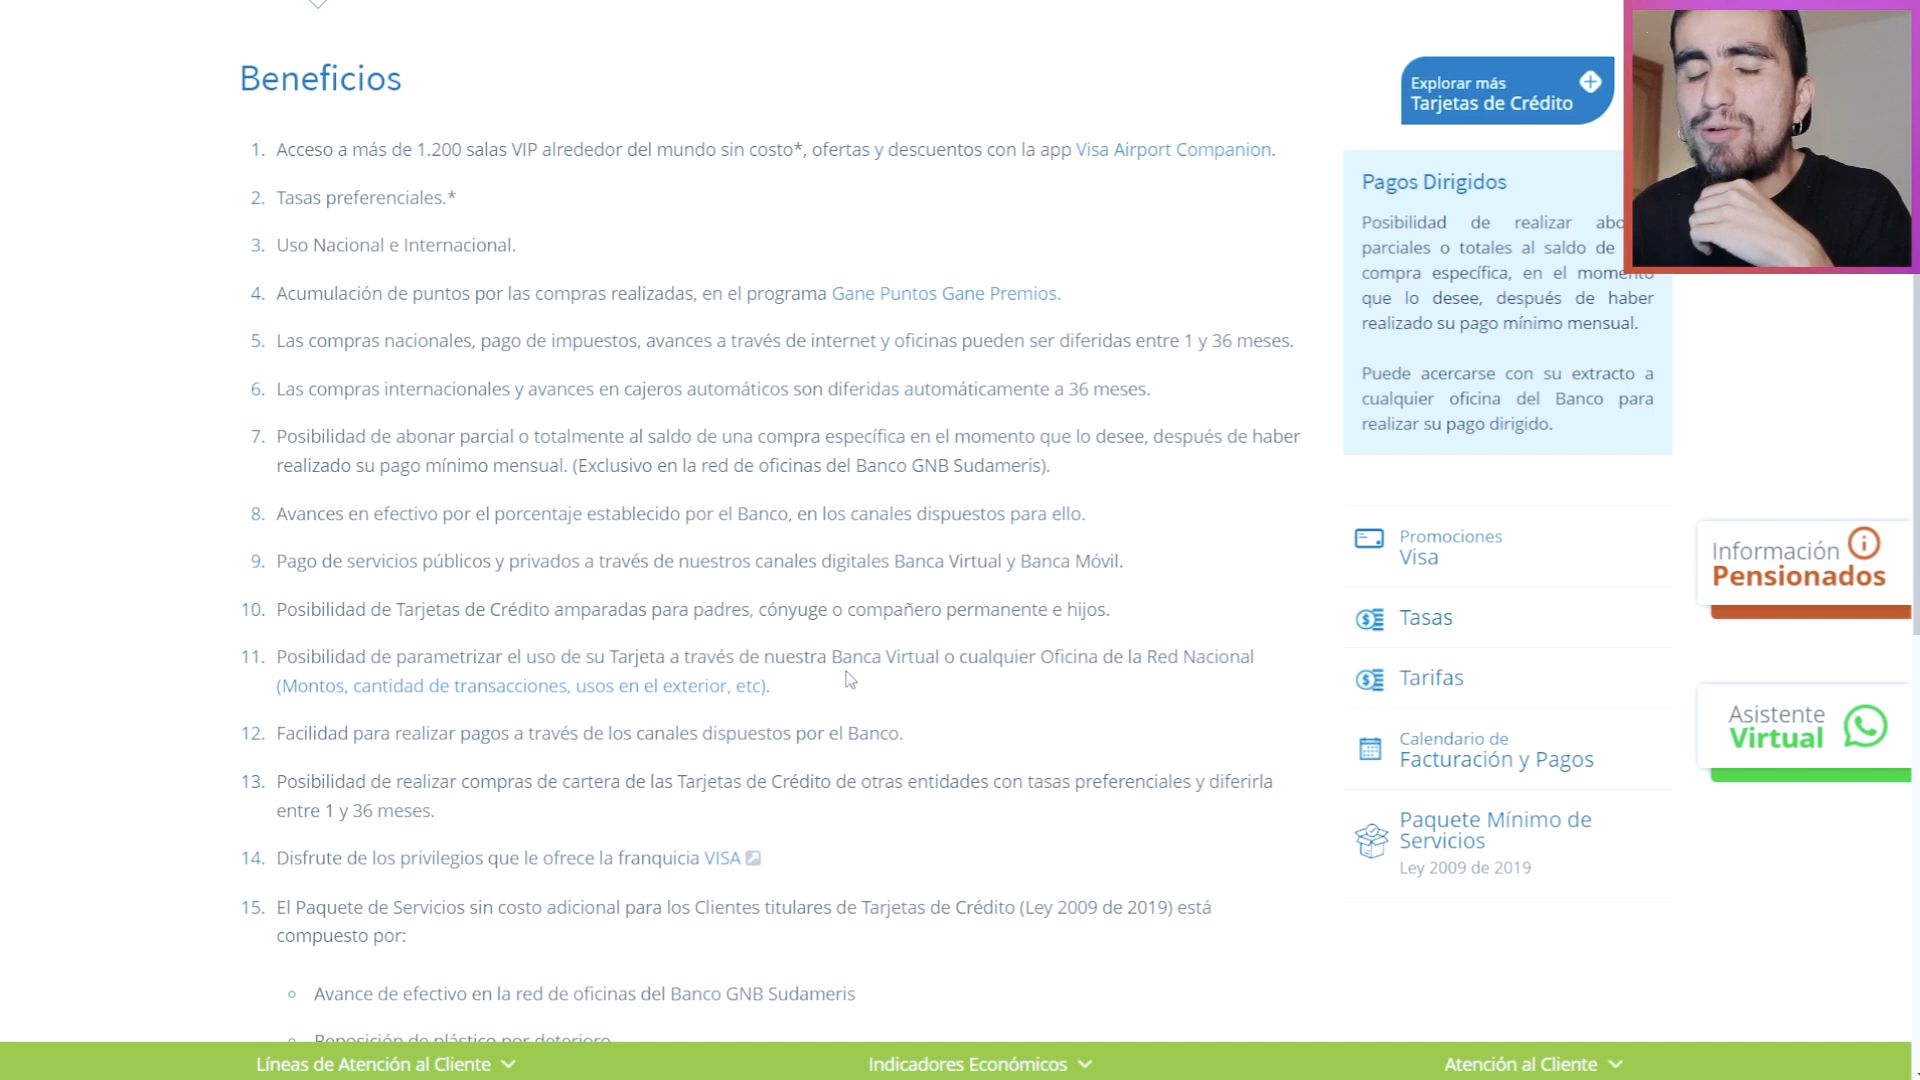 Beneficios
1. Acceso a más de 1.200 salas VIP alrededor del mundo sin costo*, ofertas y descuentos con la app Visa Airport Companion.
2. Tasas preferenciales.*
3. Uso Nacional e Internacional.
4. Acumulación de puntos por las compras realizadas, en el programa Gane Puntos Gane Premios.
5. Las compras nacionales, pago de impuestos, avances a través de internet y oficinas pueden ser diferidas entre 1 y 36 meses.
6. Las compras internacionales y avances en cajeros automáticos son diferidas automáticamente a 36 meses.
7. Posibilidad de abonar parcial o totalmente al saldo de una compra específica en el momento que lo desee, después de haber
realizado su pago mínimo mensual. (Exclusivo en la red de oficinas del Banco GNB Sudameris).
8. Avances en efectivo por el porcentaje establecido por el Banco, en los canales dispuestos para ello.
9. Pago de servicios públicos y privados a través de nuestros canales digitales Banca Virtual y Banca Móvil.
10. Posibilidad de Tarjetas de Crédito amparadas para padres, cónyuge o compañero permanente e hijos.
11. Posibilidad de parametrizar el uso de su Tarjeta a través de nuestra Banca Virtual o cualquier Oficina de la Red Nacional
(Montos, cantidad de transacciones, usos en el exterior, etc).
12. Facilidad para realizar pagos a través de los canales dispuestos por el Banco.
13. Posibilidad de realizar compras de cartera de las Tarjetas de Crédito de otras entidades con tasas preferenciales y diferirla
entre 1 y 36 meses.
14. Disfrute de los privilegios que le ofrece la franquicia VISA
15. El Paquete de Servicios sin costo adicional para los Clientes titulares de Tarjetas de Crédito (Ley 2009 de 2019) está
compuesto por:
Avance de efectivo en la red de oficinas del Banco GNB Sudameris
Reposición de plástico por deterioro
Explorar más
Tarjetas de Crédito
Pagos Dirigidos
Posibilidad de realizar
parciales o totales al saldo de
compra específica, en el momento
que lo desee, después de haber
realizado su pago mínimo mensual.
Puede acercarse con su extracto a
cualquier oficina del Banco para
realizar su pago dirigido.
Promociones
Visa
Tasas
Tarifas
Calendario de
Facturación y Pagos
Paquete Mínimo de
Servicios
Ley 2009 de 2019
Información
Pensionados
Asistente
Virtual
Líneas de Atención al Cliente
Indicadores Económicos
Atención al Cliente